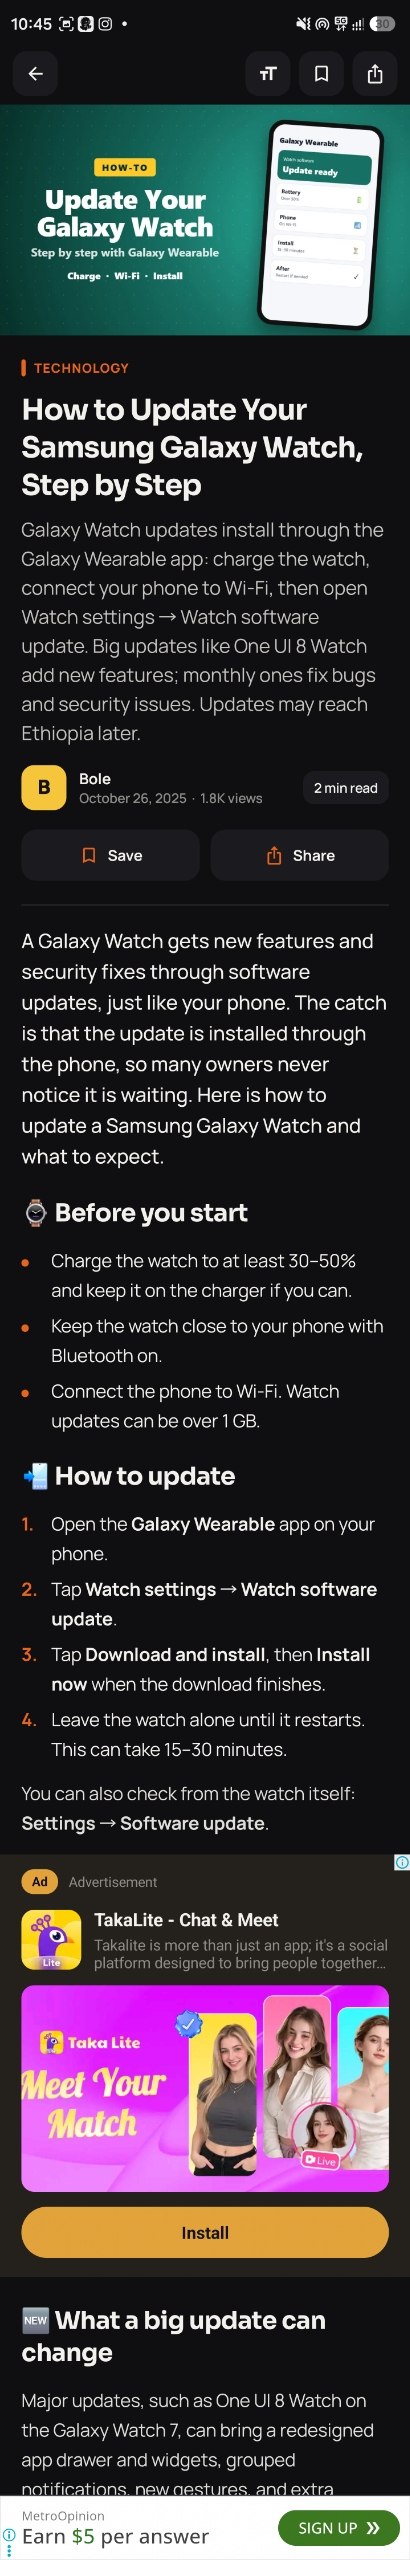 10:45
5G
30
HOW-TO
Update Your
Galaxy Watch
Step by step with Galaxy Wearable
Charge · Wi-Fi · Install
Galaxy Wearable
Watch software
Update ready
Battery
Over 50%
Phone
On Wi-Fi
Install
15-30 minutes
After
Restart if needed
TECHNOLOGY
How to Update Your
Samsung Galaxy Watch,
Step by Step
Galaxy Watch updates install through the
Galaxy Wearable app: charge the watch,
connect your phone to Wi-Fi, then open
Watch settings → Watch software
update. Big updates like One UI 8 Watch
add new features; monthly ones fix bugs
and security issues. Updates may reach
Ethiopia later.
B
Bole
October 26, 2025 · 1.8K views
2 min read
Save
Share
A Galaxy Watch gets new features and
security fixes through software
updates, just like your phone. The catch
is that the update is installed through
the phone, so many owners never
notice it is waiting. Here is how to
update a Samsung Galaxy Watch and
what to expect.
Before you start
• Charge the watch to at least 30–50%
and keep it on the charger if you can.
• Keep the watch close to your phone with
Bluetooth on.
• Connect the phone to Wi-Fi. Watch
updates can be over 1 GB.
How to update
1. Open the Galaxy Wearable app on your
phone.
2. Tap Watch settings → Watch software
update.
3. Tap Download and install, then Install
now when the download finishes.
4. Leave the watch alone until it restarts.
This can take 15–30 minutes.
You can also check from the watch itself:
Settings → Software update.
Ad Advertisement
Lite
TakaLite - Chat & Meet
Takalite is more than just an app; it's a social
platform designed to bring people together...
Taka Lite
Meet Your
Match
Live
Install
NEW What a big update can
change
Major updates, such as One UI 8 Watch on
the Galaxy Watch 7, can bring a redesigned
app drawer and widgets, grouped
notifications, new gestures, and extra
MetroOpinion
Earn $5 per answer
SIGN UP